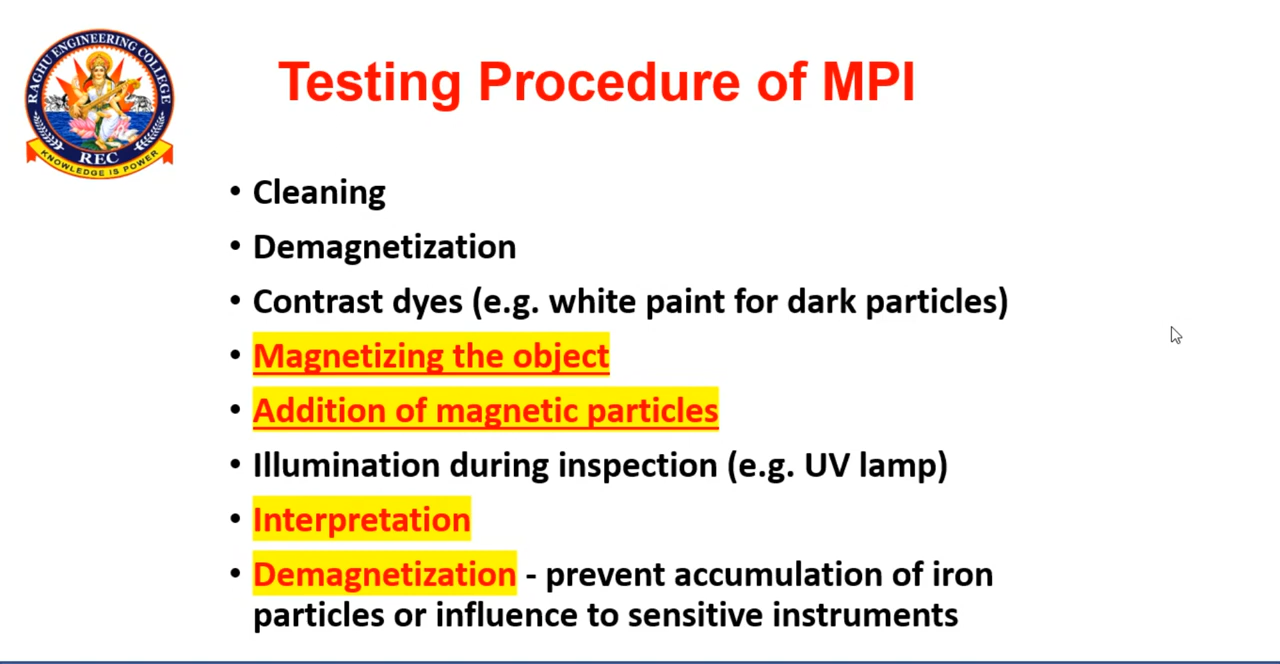 RAGHU ENGINEERING COLLEGE
REC
KNOWLEDGE IS POWER
Testing Procedure of MPI
• Cleaning
• Demagnetization
• Contrast dyes (e.g. white paint for dark particles)
• Magnetizing the object
• Addition of magnetic particles
• Illumination during inspection (e.g. UV lamp)
• Interpretation
• Demagnetization - prevent accumulation of iron
particles or influence to sensitive instruments